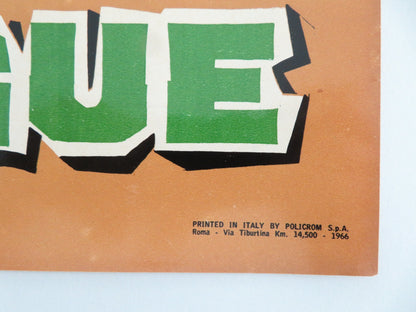 GUE
PRINTED IN ITALY BY POLICROM S.p.A.
Roma - Via Tiburtina Km. 14,500 - 1966